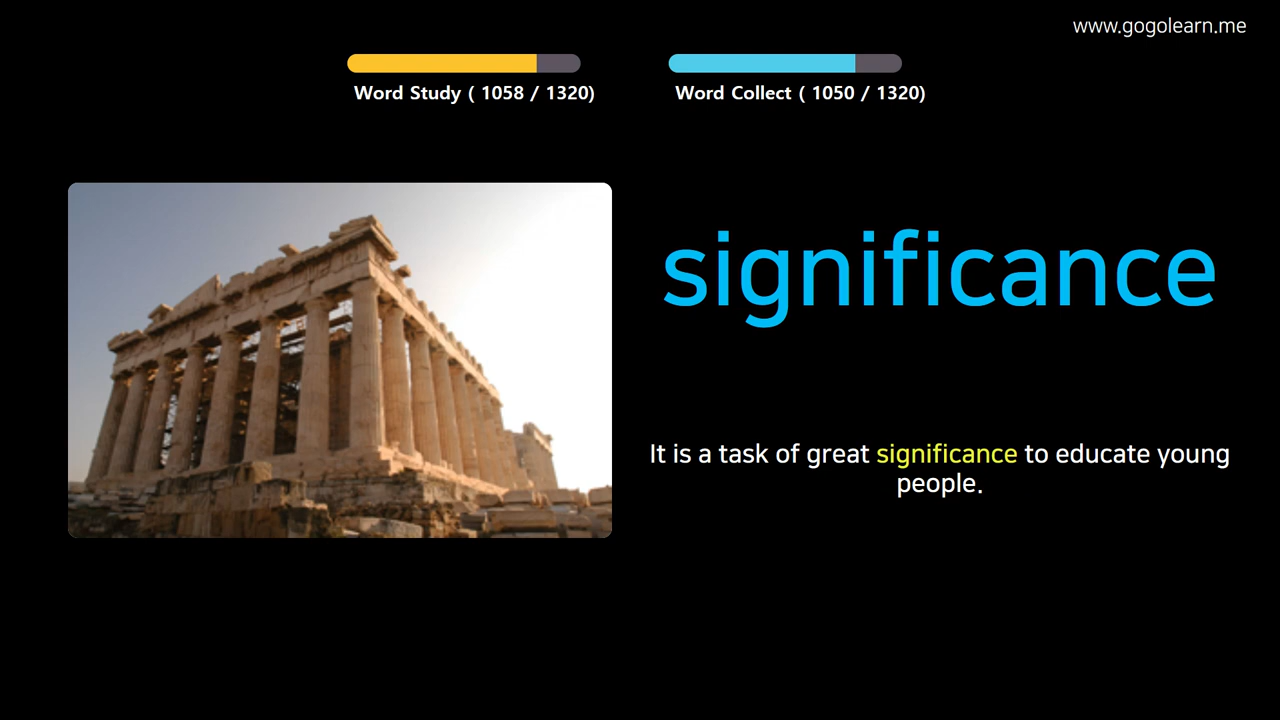 www.gogolearn.me
Word Study ( 1058 / 1320)
Word Collect ( 1050 / 1320)
significance
It is a task of great significance to educate young
people.